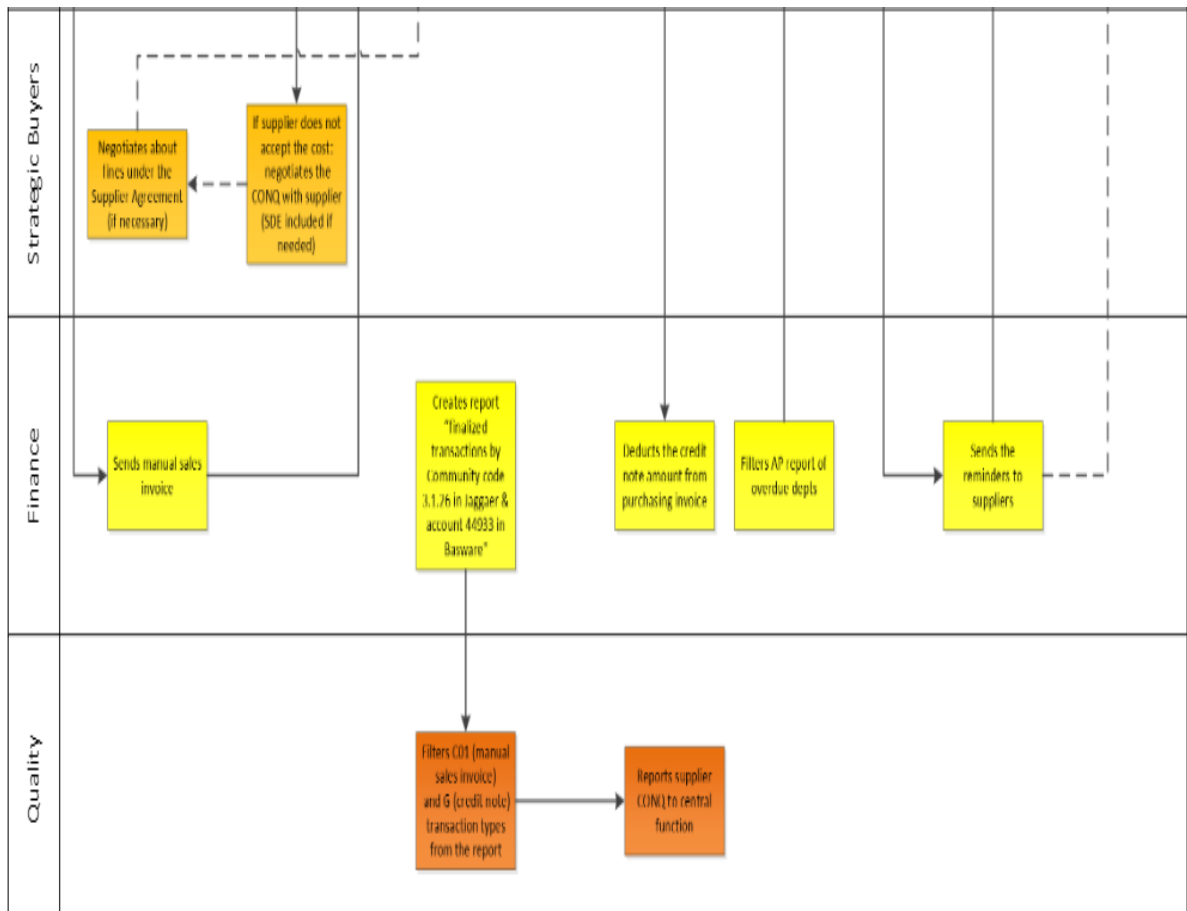 Strategic Buyers
Negotiates about
fines under the
Supplier Agreement
(if necessary)
If supplier does not
accept the cost:
negotiates the
CONQ with supplier
(SDE included if
needed)
Finance
Sends manual sales
invoice
Creates report
"finalized
transactions by
Community code
3.1.26 in Jaggaer &
account 44933 in
Basware"
Deducts the credit
note amount from
purchasing invoice
Filters AP report of
overdue depts
Sends the
reminders to
suppliers
Quality
Filters C01 (manual
sales invoice)
and G (credit note)
transaction types
from the report
Reports supplier
CONQ to central
function